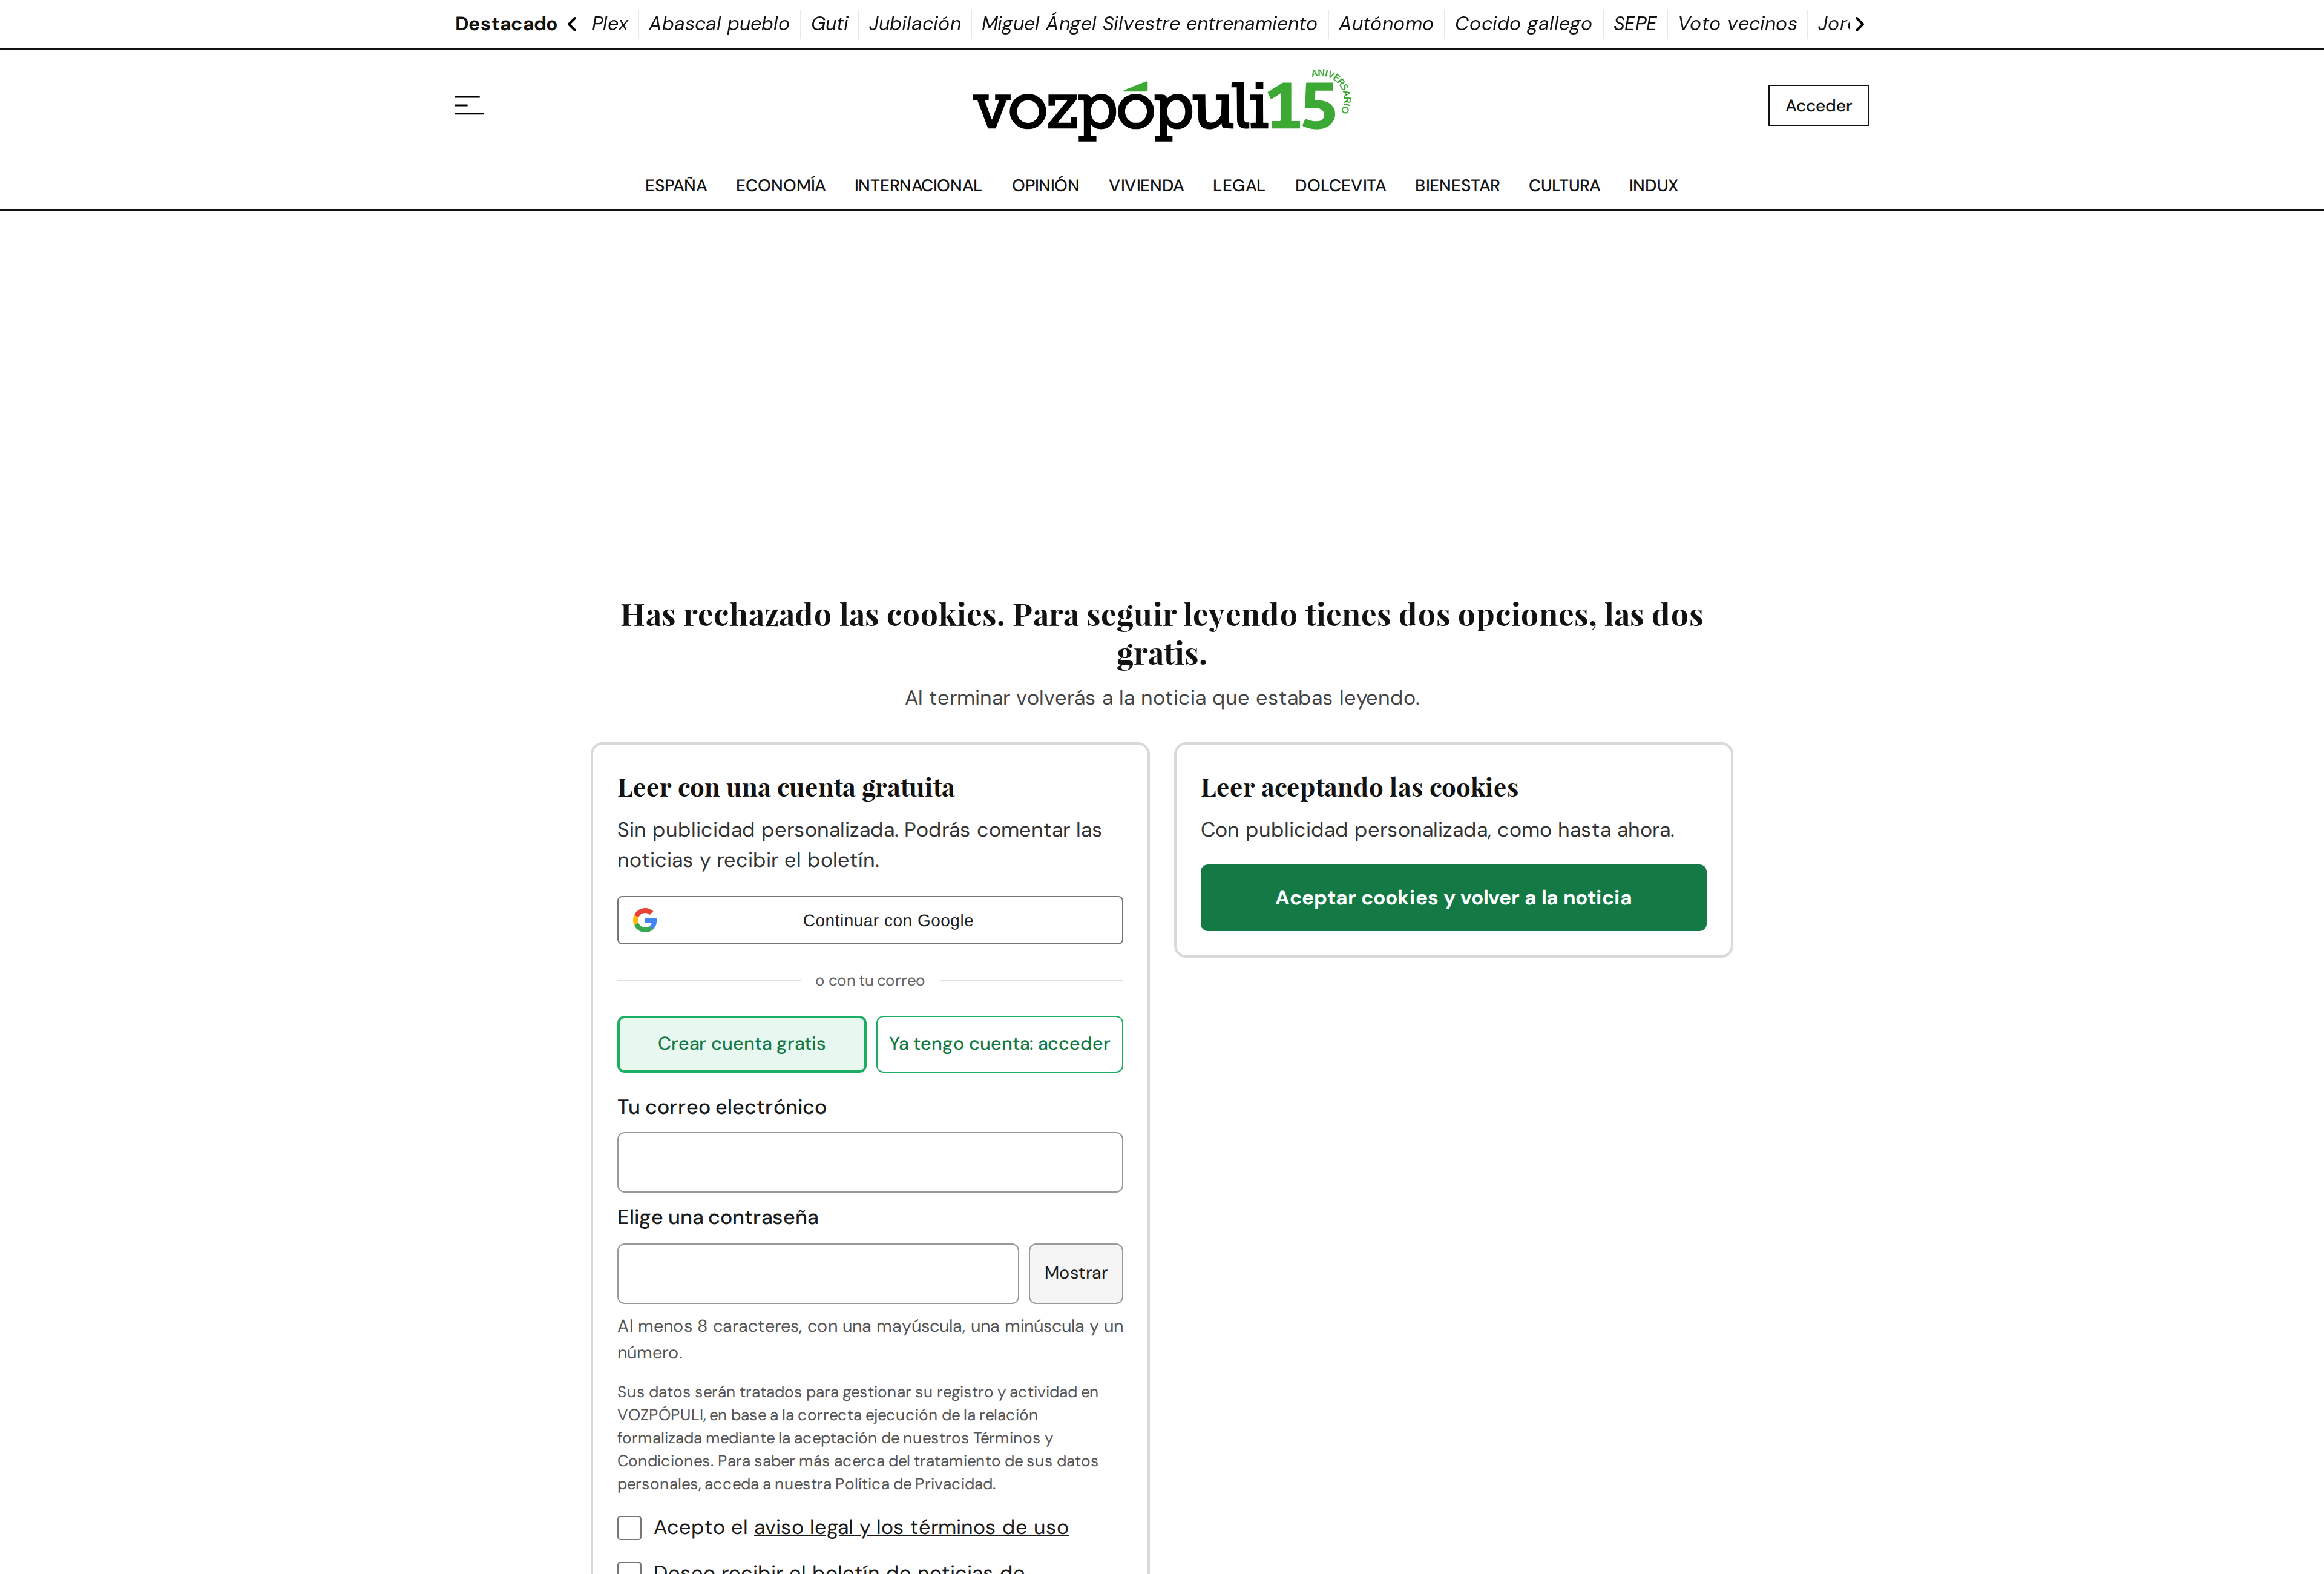 Destacado Plex Abascal pueblo Guti Jubilación Miguel Ángel Silvestre entrenamiento Autónomo Cocido gallego SEPE Voto vecinos
vozpópuli15 ANIVERSARIO
Acceder
ESPAÑA ECONOMÍA INTERNACIONAL OPINIÓN VIVIENDA LEGAL DOLCEVITA BIENESTAR CULTURA INDUX
Has rechazado las cookies. Para seguir leyendo tienes dos opciones, las dos
gratis.
Al terminar volverás a la noticia que estabas leyendo.
Leer con una cuenta gratuita
Sin publicidad personalizada. Podrás comentar las
noticias y recibir el boletín.
Continuar con Google
o con tu correo
Crear cuenta gratis
Ya tengo cuenta: acceder
Tu correo electrónico
Elige una contraseña
Mostrar
Al menos 8 caracteres, con una mayúscula, una minúscula y un
número.
Sus datos serán tratados para gestionar su registro y actividad en
VOZPÓPULI, en base a la correcta ejecución de la relación
formalizada mediante la aceptación de nuestros Términos y
Condiciones. Para saber más acerca del tratamiento de sus datos
personales, acceda a nuestra Política de Privacidad.
Acepto el aviso legal y los términos de uso
Deseo recibir el boletín de noticias de
Leer aceptando las cookies
Con publicidad personalizada, como hasta ahora.
Aceptar cookies y volver a la noticia